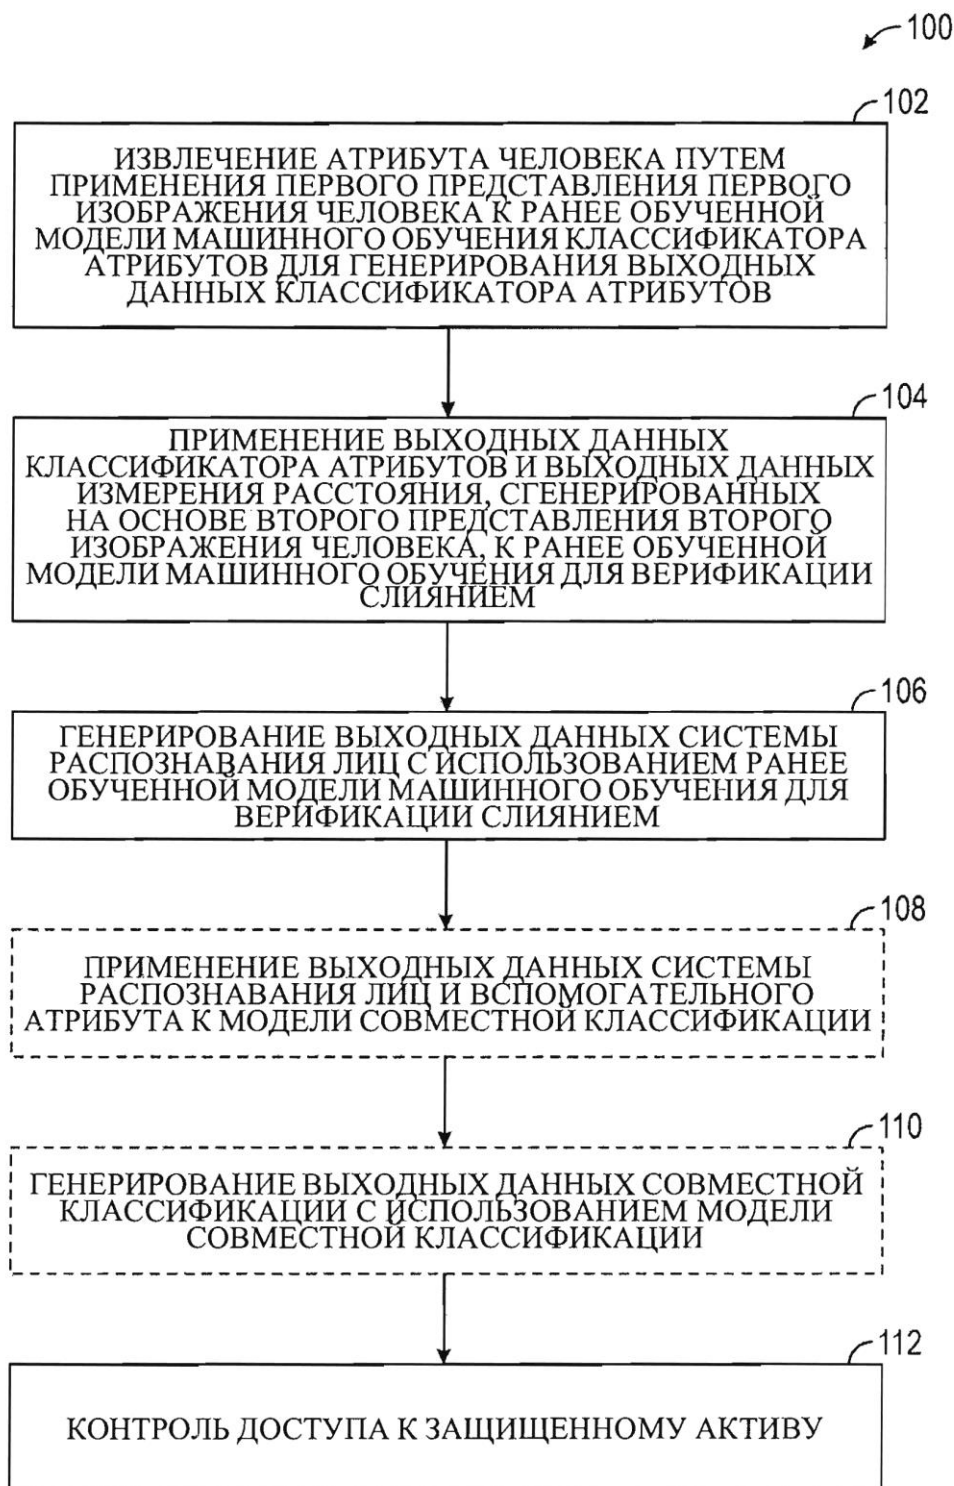 100
102
ИЗВЛЕЧЕНИЕ АТРИБУТА ЧЕЛОВЕКА ПУТЕМ
ПРИМЕНЕНИЯ ПЕРВОГО ПРЕДСТАВЛЕНИЯ ПЕРВОГО
ИЗОБРАЖЕНИЯ ЧЕЛОВЕКА К РАНЕЕ ОБУЧЕННОЙ
МОДЕЛИ МАШИННОГО ОБУЧЕНИЯ КЛАССИФИКАТОРА
АТРИБУТОВ ДЛЯ ГЕНЕРИРОВАНИЯ ВЫХОДНЫХ
ДАННЫХ КЛАССИФИКАТОРА АТРИБУТОВ
104
ПРИМЕНЕНИЕ ВЫХОДНЫХ ДАННЫХ
КЛАССИФИКАТОРА АТРИБУТОВ И ВЫХОДНЫХ ДАННЫХ
ИЗМЕРЕНИЯ РАССТОЯНИЯ, СГЕНЕРИРОВАННЫХ
НА ОСНОВЕ ВТОРОГО ПРЕДСТАВЛЕНИЯ ВТОРОГО
ИЗОБРАЖЕНИЯ ЧЕЛОВЕКА, К РАНЕЕ ОБУЧЕННОЙ
МОДЕЛИ МАШИННОГО ОБУЧЕНИЯ ДЛЯ ВЕРИФИКАЦИИ
СЛИЯНИЕМ
106
ГЕНЕРИРОВАНИЕ ВЫХОДНЫХ ДАННЫХ СИСТЕМЫ
РАСПОЗНАВАНИЯ ЛИЦ С ИСПОЛЬЗОВАНИЕМ РАНЕЕ
ОБУЧЕННОЙ МОДЕЛИ МАШИННОГО ОБУЧЕНИЯ ДЛЯ
ВЕРИФИКАЦИИ СЛИЯНИЕМ
108
ПРИМЕНЕНИЕ ВЫХОДНЫХ ДАННЫХ СИСТЕМЫ
РАСПОЗНАВАНИЯ ЛИЦ И ВСПОМОГАТЕЛЬНОГО
АТРИБУТА К МОДЕЛИ СОВМЕСТНОЙ КЛАССИФИКАЦИИ
110
ГЕНЕРИРОВАНИЕ ВЫХОДНЫХ ДАННЫХ СОВМЕСТНОЙ
КЛАССИФИКАЦИИ С ИСПОЛЬЗОВАНИЕМ МОДЕЛИ
СОВМЕСТНОЙ КЛАССИФИКАЦИИ
112
КОНТРОЛЬ ДОСТУПА К ЗАЩИЩЕННОМУ АКТИВУ